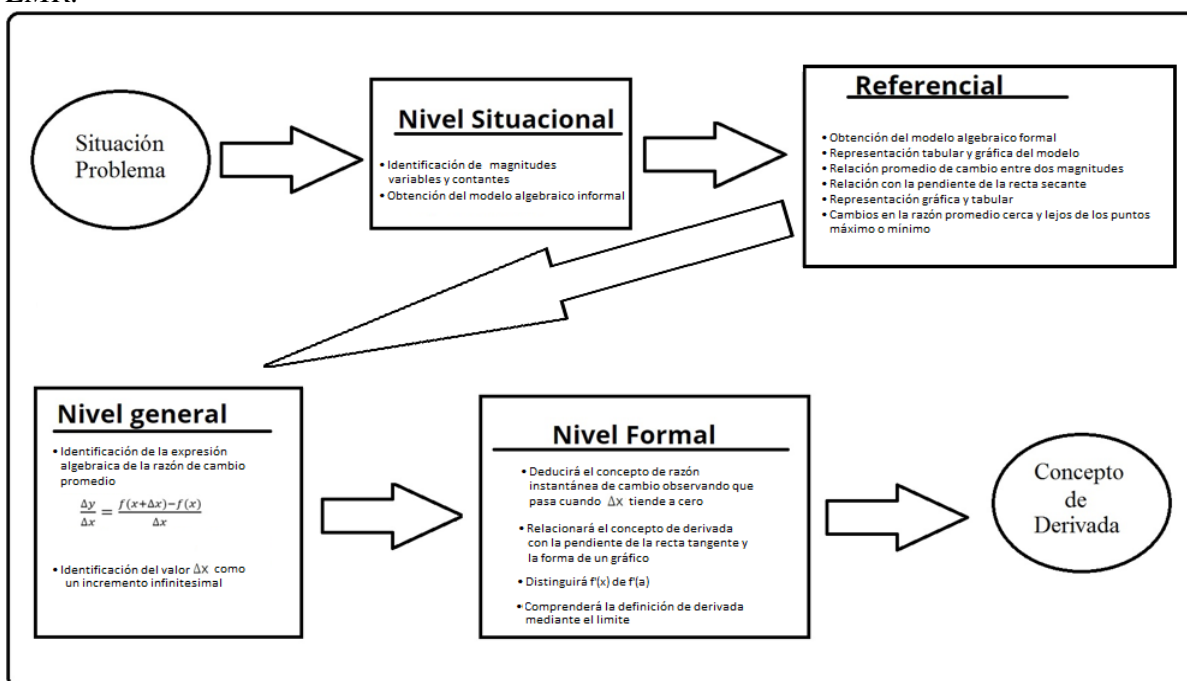 Situación
Problema
Nivel Situacional
• Identificación de magnitudes
variables y contantes
• Obtención del modelo algebraico informal
Referencial
• Obtención del modelo algebraico formal
• Representación tabular y gráfica del modelo
• Relación promedio de cambio entre dos magnitudes
• Relación con la pendiente de la recta secante
• Representación gráfica y tabular
• Cambios en la razón promedio cerca y lejos de los puntos
máximo o mínimo
Nivel general
• Identificación de la expresión
algebraica de la razón de cambio
promedio
Δy/Δx = f(x+Δx)−f(x)/Δx
• Identificación del valor Δx como
un incremento infinitesimal
Nivel Formal
• Deducirá el concepto de razón
instantánea de cambio observando que
pasa cuando Δx tiende a cero
• Relacionará el concepto de derivada
con la pendiente de la recta tangente y
la forma de un gráfico
• Distinguirá f'(x) de f'(a)
• Comprenderá la definición de derivada
mediante el limite
Concepto
de
Derivada